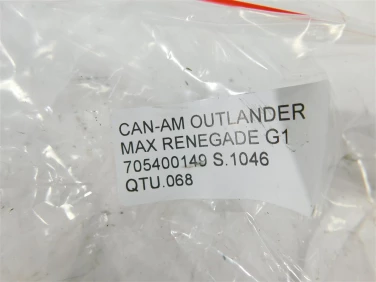 CAN-AM OUTLANDER
MAX RENEGADE G1
705400149 S.1046
QTU.068